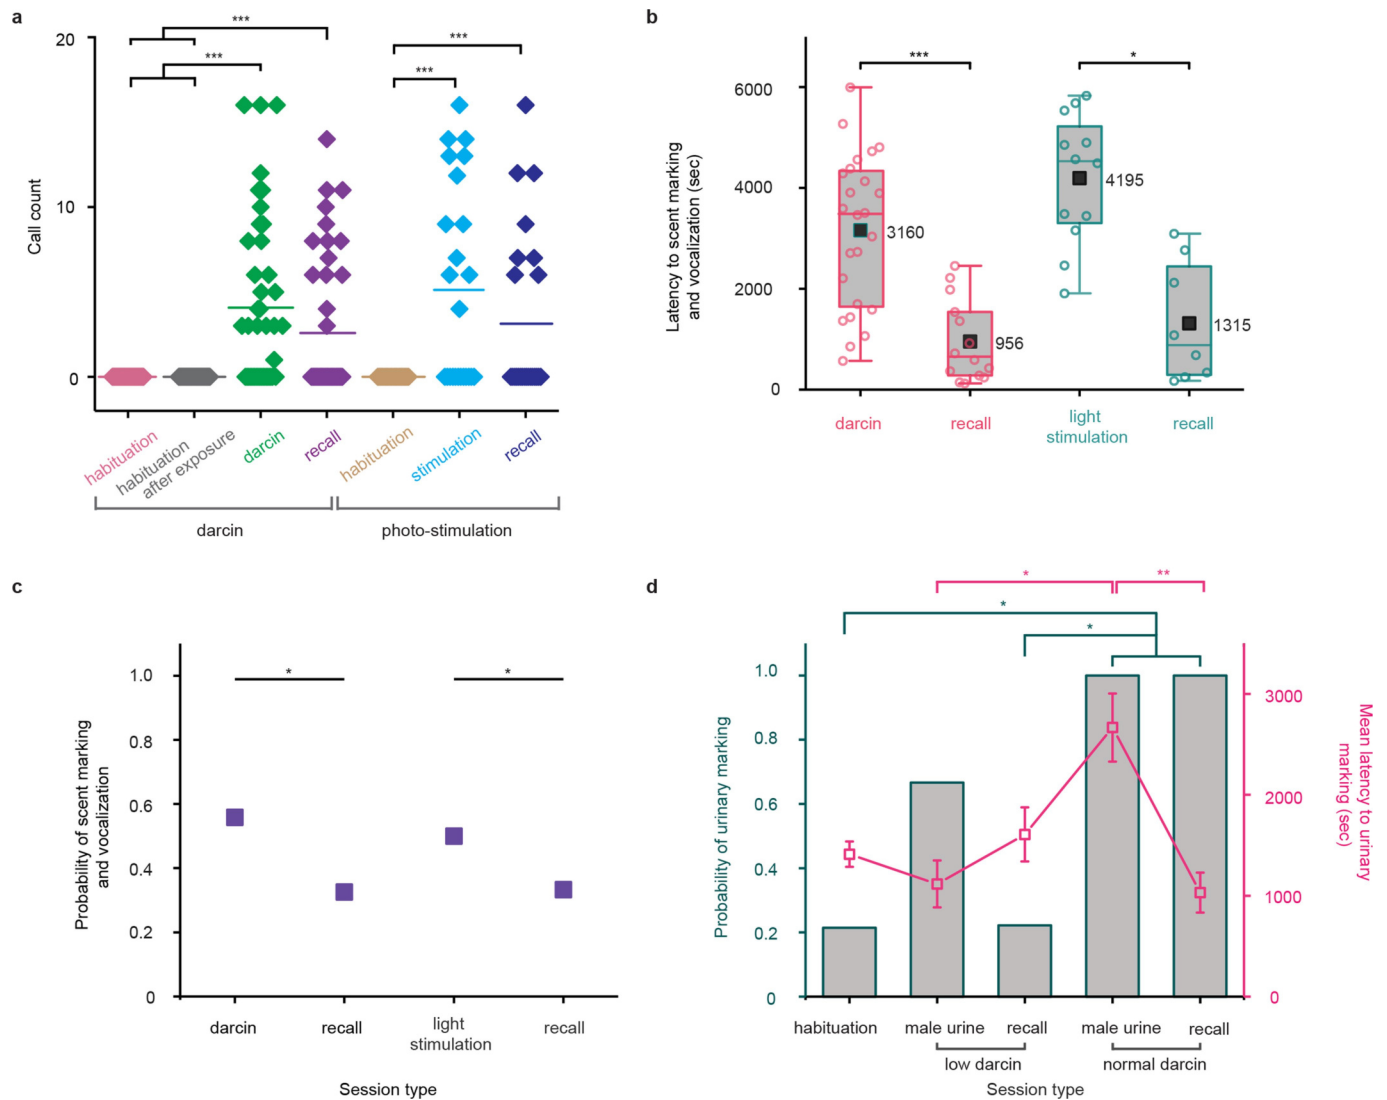 a
***
***
***
***
20
10
0
Call count
habituation
habituation
after exposure
darcin
recall
habituation
stimulation
recall
darcin
photo-stimulation
b
***
*
6000
4000
2000
0
Latency to scent marking
and vocalization (sec)
3160
956
4195
1315
darcin
recall
light
stimulation
recall
c
*
*
1.0
0.8
0.6
0.4
0.2
0
Probability of scent marking
and vocalization
darcin
recall
light
stimulation
recall
Session type
d
*
**
*
*
1.0
0.8
0.6
0.4
0.2
0
Probability of urinary marking
3000
2000
1000
0
Mean latency to urinary
marking (sec)
habituation
male urine
recall
male urine
recall
low darcin
normal darcin
Session type